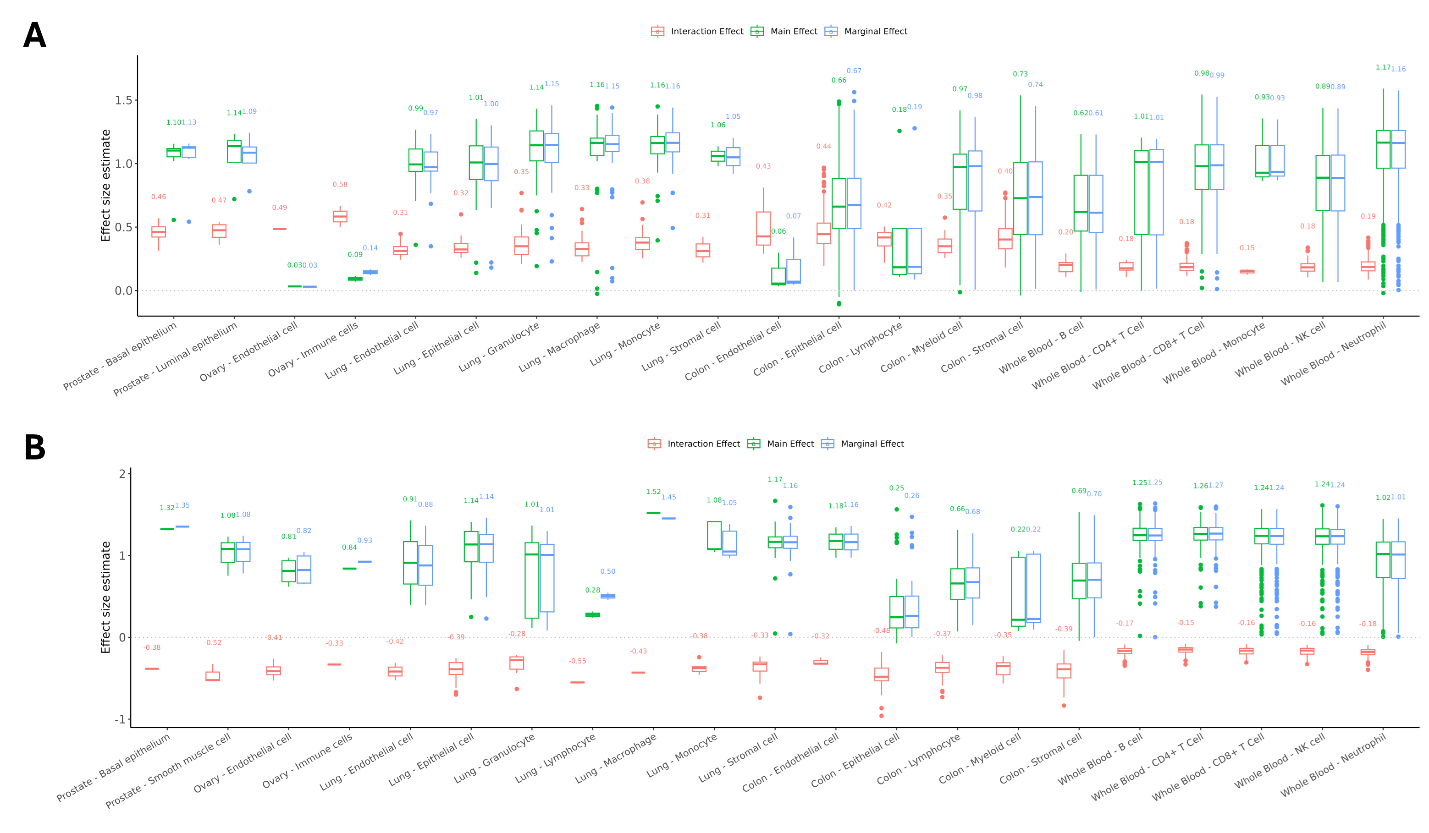 A
Interaction Effect Main Effect Marginal Effect
Effect size estimate
1.5
1.0
0.5
0.0
0.46 1.10 1.13
0.47 1.14 1.09
0.49 0.03 0.03
0.58 0.09 0.14
0.31 0.99 0.97
0.32 1.01 1.00
0.35 1.14 1.15
0.33 1.16 1.15
0.38 1.16 1.16
0.31 1.06 1.05
0.43 0.06 0.07
0.44 0.66 0.67
0.42 0.18 0.19
0.35 0.97 0.98
0.40 0.73 0.74
0.20 0.62 0.61
0.18 1.01 1.01
0.18 0.98 0.99
0.15 0.93 0.93
0.18 0.89 0.89
0.19 1.17 1.16
Prostate - Basal epithelium
Prostate - Luminal epithelium
Ovary - Endothelial cell
Ovary - Immune cells
Lung - Endothelial cell
Lung - Epithelial cell
Lung - Granulocyte
Lung - Macrophage
Lung - Monocyte
Lung - Stromal cell
Colon - Endothelial cell
Colon - Epithelial cell
Colon - Lymphocyte
Colon - Myeloid cell
Colon - Stromal cell
Whole Blood - B cell
Whole Blood - CD4+ T Cell
Whole Blood - CD8+ T Cell
Whole Blood - Monocyte
Whole Blood - NK cell
Whole Blood - Neutrophil
B
Interaction Effect Main Effect Marginal Effect
Effect size estimate
2
1
0
-1
-0.38 1.32 1.35
-0.52 1.08 1.08
-0.41 0.81 0.82
-0.33 0.84 0.93
-0.42 0.91 0.88
-0.39 1.14 1.14
-0.28 1.01 1.01
-0.55 0.28 0.50
-0.43 1.52 1.45
-0.38 1.08 1.05
-0.33 1.17 1.16
-0.32 1.18 1.16
-0.48 0.25 0.26
-0.37 0.66 0.68
-0.35 0.22 0.22
-0.39 0.69 0.70
-0.17 1.25 1.25
-0.15 1.26 1.27
-0.16 1.24 1.24
-0.16 1.24 1.24
-0.18 1.02 1.01
Prostate - Basal epithelium
Prostate - Smooth muscle cell
Ovary - Endothelial cell
Ovary - Immune cells
Lung - Endothelial cell
Lung - Epithelial cell
Lung - Granulocyte
Lung - Lymphocyte
Lung - Macrophage
Lung - Monocyte
Lung - Stromal cell
Colon - Endothelial cell
Colon - Epithelial cell
Colon - Lymphocyte
Colon - Myeloid cell
Colon - Stromal cell
Whole Blood - B cell
Whole Blood - CD4+ T Cell
Whole Blood - CD8+ T Cell
Whole Blood - NK cell
Whole Blood - Neutrophil